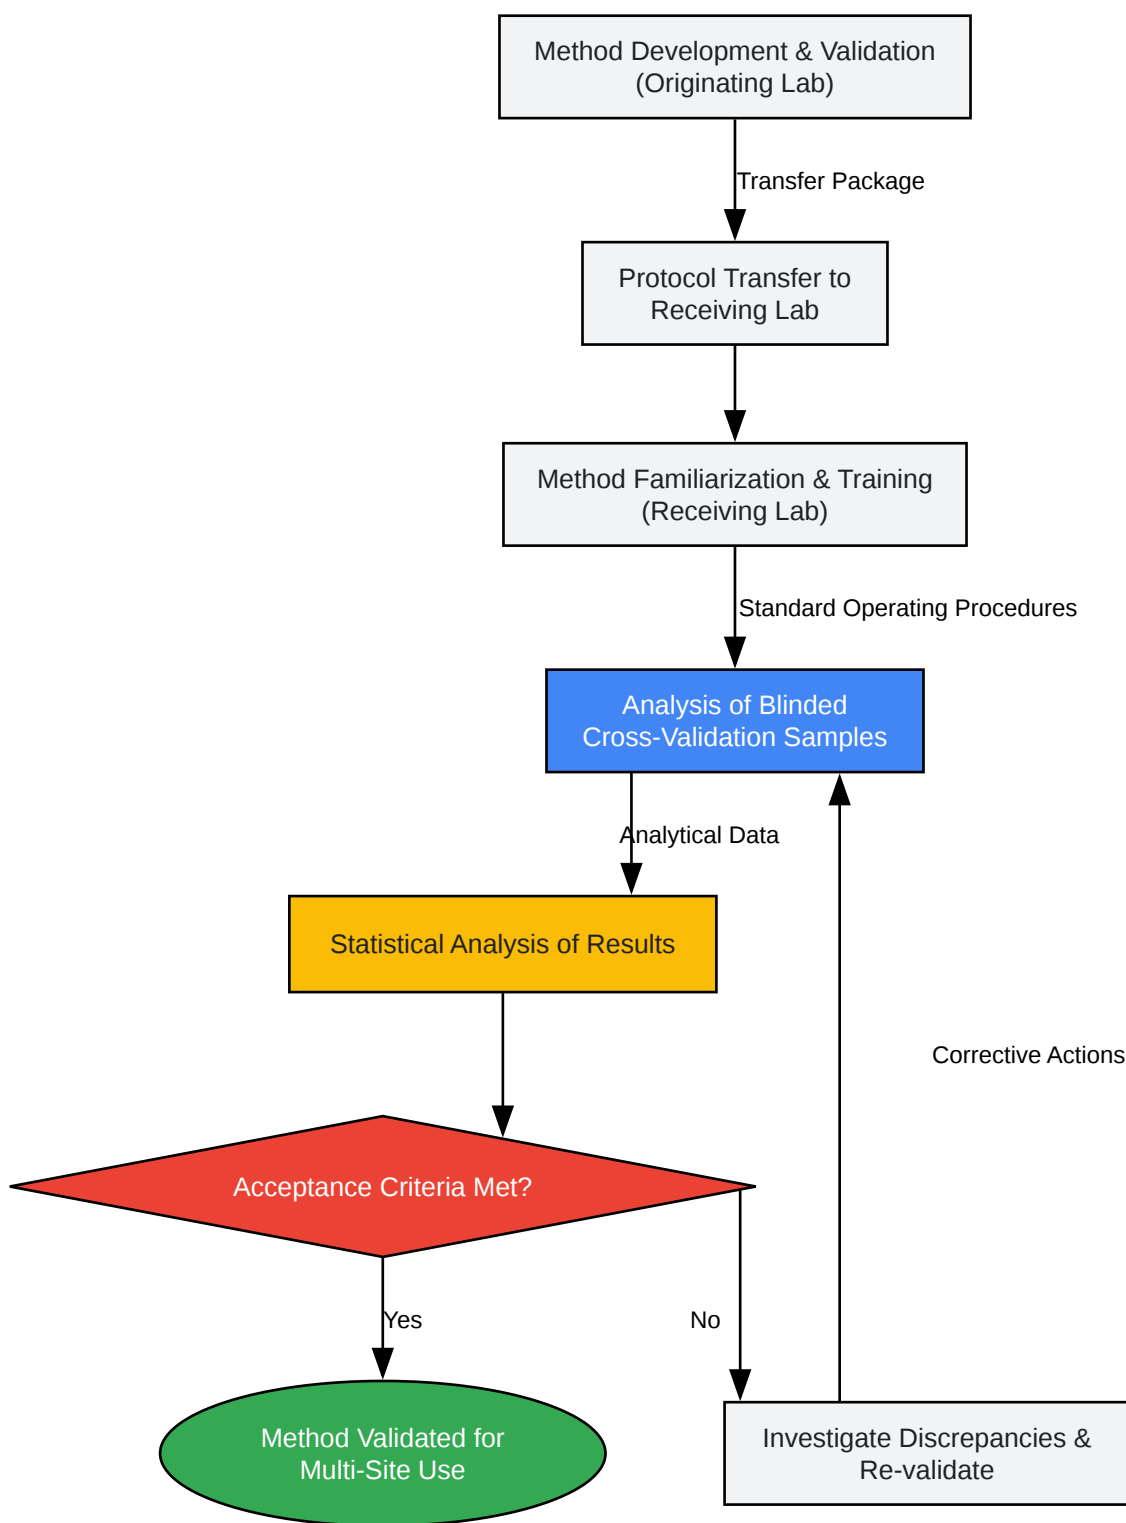 Method Development & Validation
(Originating Lab)
Transfer Package
Protocol Transfer to
Receiving Lab
Method Familiarization & Training
(Receiving Lab)
Standard Operating Procedures
Analysis of Blinded
Cross-Validation Samples
Analytical Data
Statistical Analysis of Results
Corrective Actions
Acceptance Criteria Met?
Yes
No
Method Validated for
Multi-Site Use
Investigate Discrepancies &
Re-validate